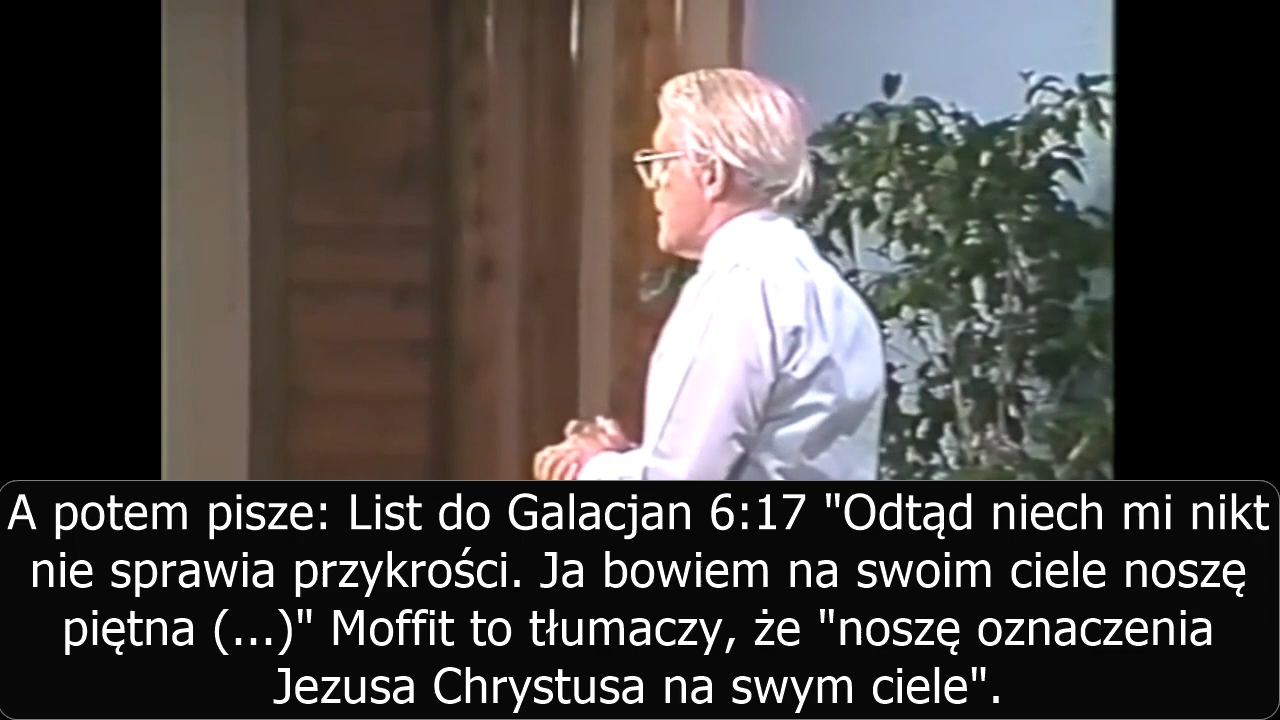 A potem pisze: List do Galacjan 6:17 "Odtąd niech mi nikt
nie sprawia przykrości. Ja bowiem na swoim ciele noszę
piętna (...)" Moffit to tłumaczy, że "noszę oznaczenia
Jezusa Chrystusa na swym ciele".